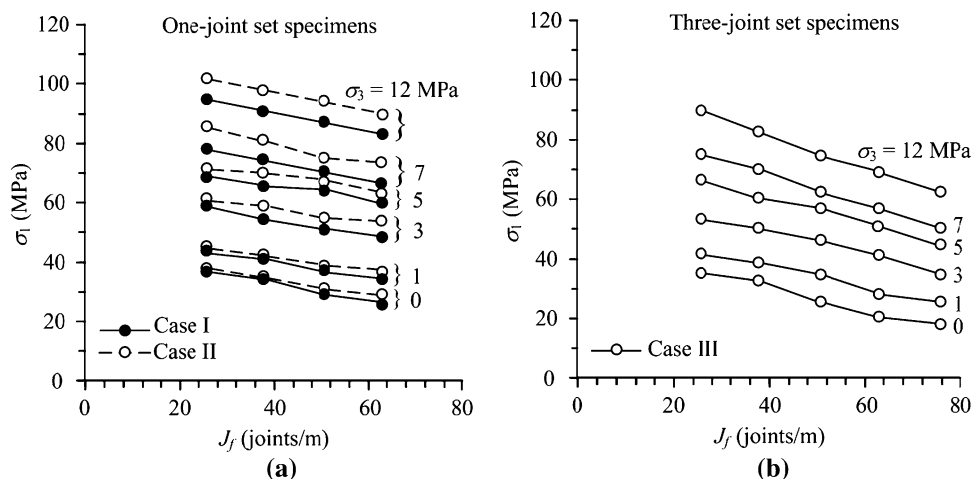 One-joint set specimens
120
100
80
60
40
20
0
σ1 (MPa)
σ3 = 12 MPa
7
5
3
1
0
Case I
Case II
0 20 40 60 80
Jf (joints/m)
(a)
Three-joint set specimens
120
100
80
60
40
20
0
σ1 (MPa)
σ3 = 12 MPa
7
5
3
1
0
Case III
0 20 40 60 80
Jf (joints/m)
(b)